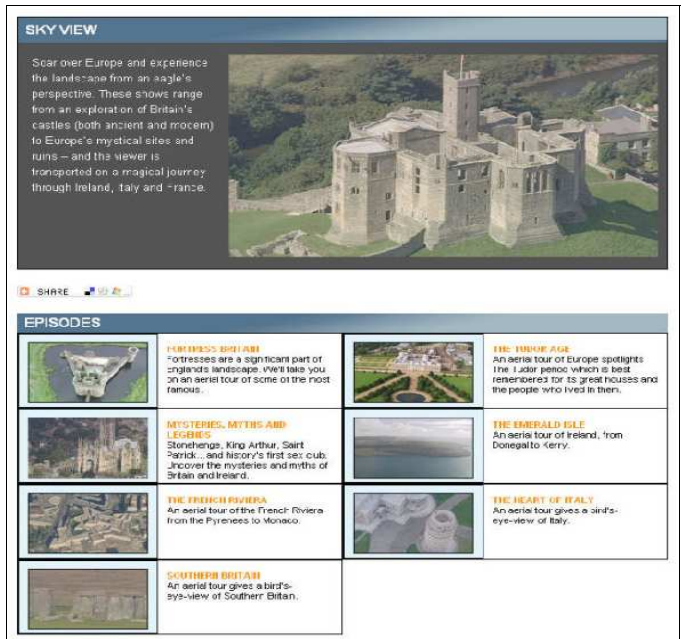 SKY VIEW
Soar over Europe and experience
the landscape from an eagle's
perspective. These shows range
from an exploration of Britain's
castles (both ancient and modern)
to Europe's mystical sites and
ruins – and the viewer is
transported on a magical journey
through Ireland, Italy and France.
SHARE
EPISODES
FORTRESS BRITAIN
Fortresses are a significant part of
England's landscape. We'll take you
on an aerial tour of some of the most
famous.
THE TUDOR AGE
An aerial tour of Europe spotlights
The Tudor period which is best
remembered for its great houses and
the people who lived in them.
MYSTERIES, MYTHS AND
LEGENDS
Stonehenge, King Arthur, Saint
Patrick... and history's first sex club.
Uncover the mysteries and myths of
Britain and Ireland.
THE EMERALD ISLE
An aerial tour of Ireland, from
Donegal to Kerry.
THE FRENCH RIVIERA
An aerial tour of the French Riviera
from the Pyrenees to Monaco.
THE HEART OF ITALY
An aerial tour gives a bird's-
eye-view of Italy.
SOUTHERN BRITAIN
An aerial tour gives a bird's-
eye-view of Southern Britain.